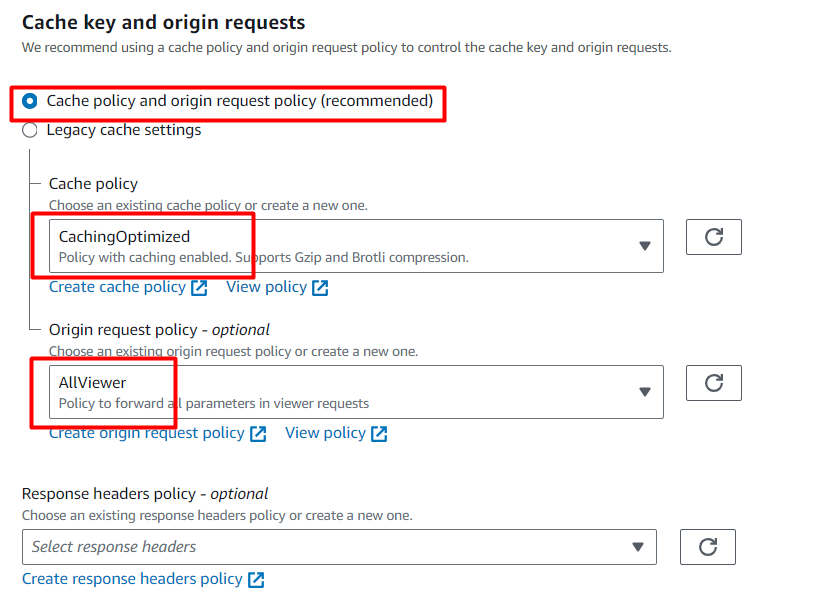 Cache key and origin requests
We recommend using a cache policy and origin request policy to control the cache key and origin requests.
Cache policy and origin request policy (recommended)
Legacy cache settings
Cache policy
Choose an existing cache policy or create a new one.
CachingOptimized
Policy with caching enabled. Supports Gzip and Brotli compression.
Create cache policy View policy
Origin request policy - optional
Choose an existing origin request policy or create a new one.
AllViewer
Policy to forward all parameters in viewer requests
Create origin request policy View policy
Response headers policy - optional
Choose an existing response headers policy or create a new one.
Select response headers
Create response headers policy